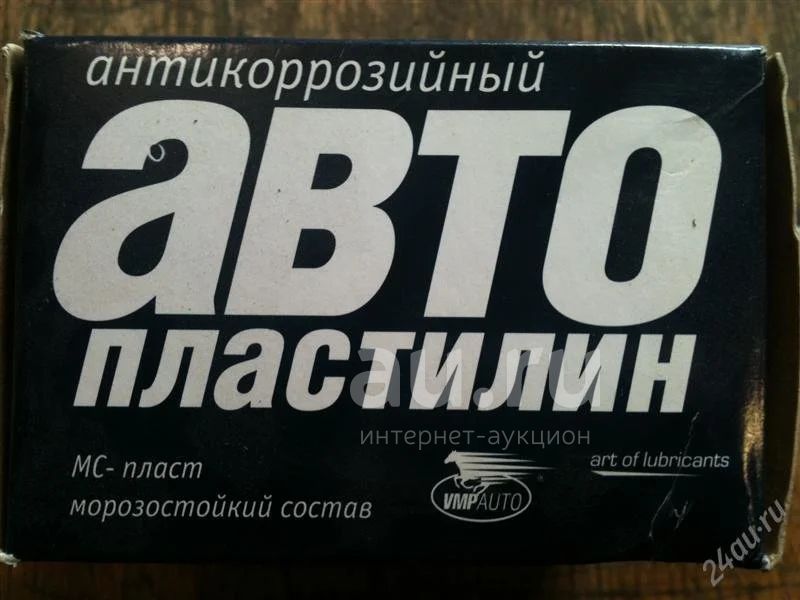 антикоррозийный
авто
пластилин
au.ru
интернет-аукцион
МС- пласт
морозостойкий состав
VMPAUTO
art of lubricants
24au.ru